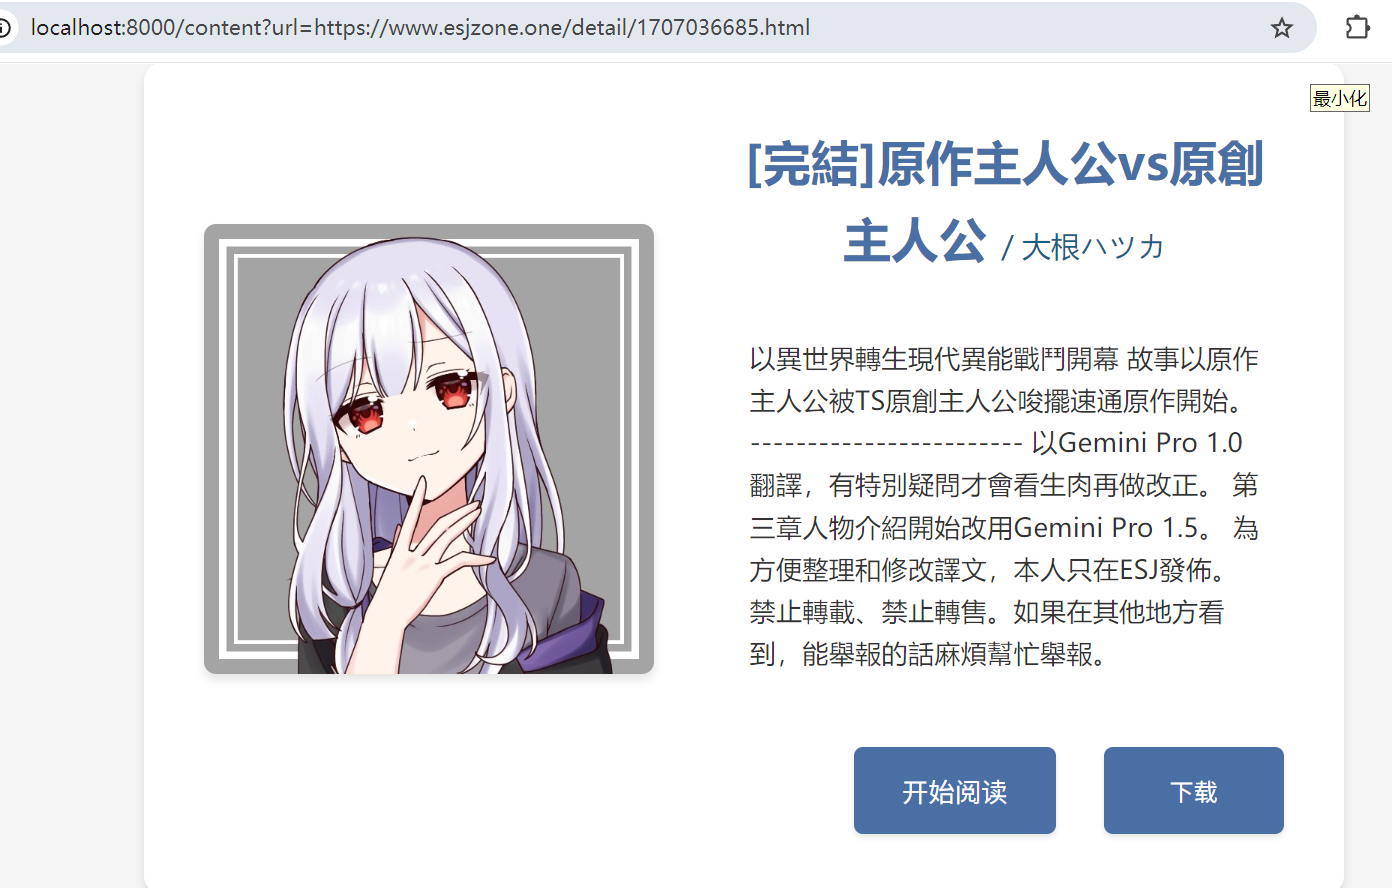 localhost:8000/content?url=https://www.esjzone.one/detail/1707036685.html
最小化
[完結]原作主人公vs原創
主人公 / 大根ハツカ
以異世界轉生現代異能戰鬥開幕 故事以原作
主人公被TS原創主人公唆擺速通原作開始。
------------------------ 以Gemini Pro 1.0
翻譯，有特別疑問才會看生肉再做改正。 第
三章人物介紹開始改用Gemini Pro 1.5。 為
方便整理和修改譯文，本人只在ESJ發佈。
禁止轉載、禁止轉售。如果在其他地方看
到，能舉報的話麻煩幫忙舉報。
开始阅读
下载